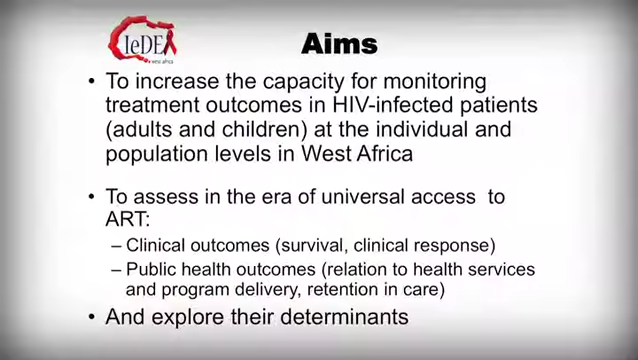 IeDEA
west africa
Aims
• To increase the capacity for monitoring
treatment outcomes in HIV-infected patients
(adults and children) at the individual and
population levels in West Africa
• To assess in the era of universal access to
ART:
– Clinical outcomes (survival, clinical response)
– Public health outcomes (relation to health services
and program delivery, retention in care)
• And explore their determinants